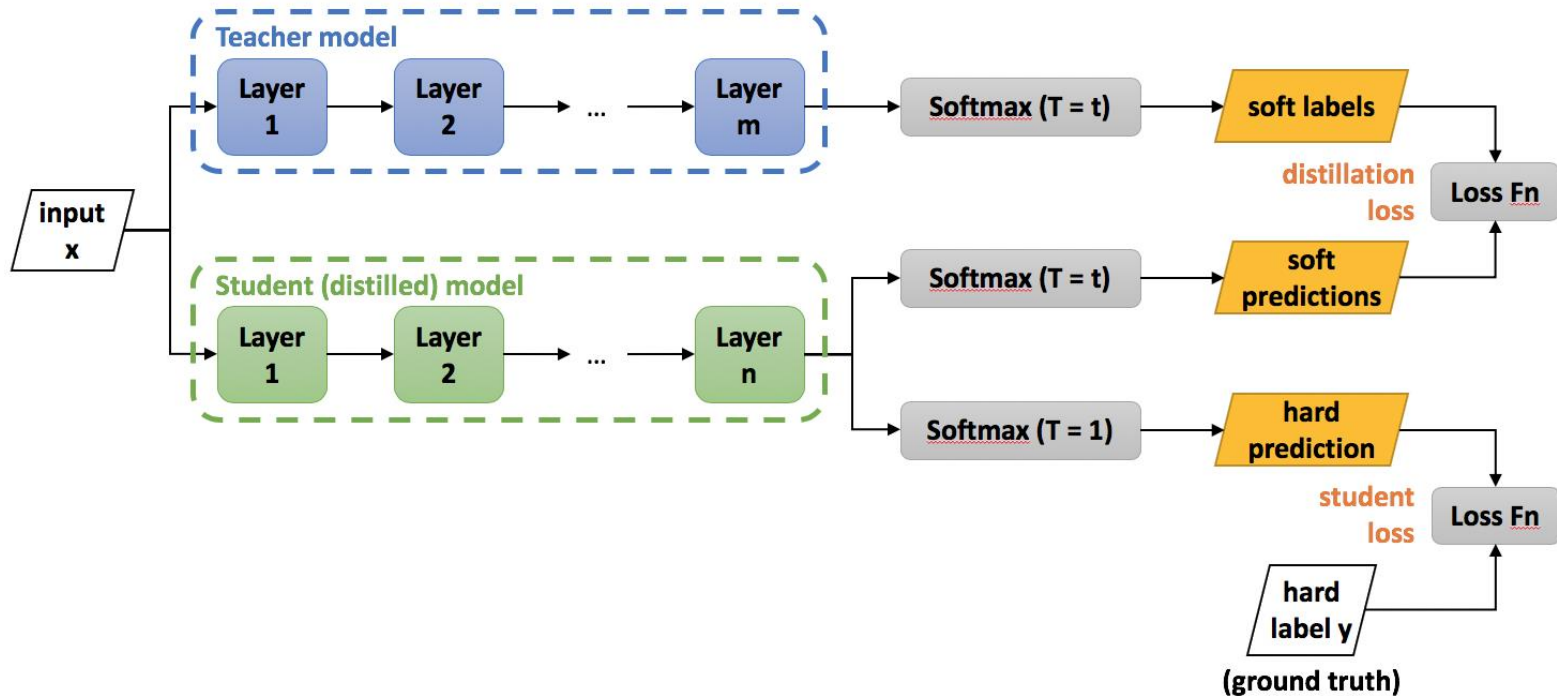 Teacher model
Layer
1
Layer
2
...
Layer
m
Softmax (T = t)
soft labels
distillation
loss
Loss Fn
input
x
Student (distilled) model
Layer
1
Layer
2
...
Layer
n
Softmax (T = t)
soft
predictions
Softmax (T = 1)
hard
prediction
student
loss
Loss Fn
hard
label y
(ground truth)